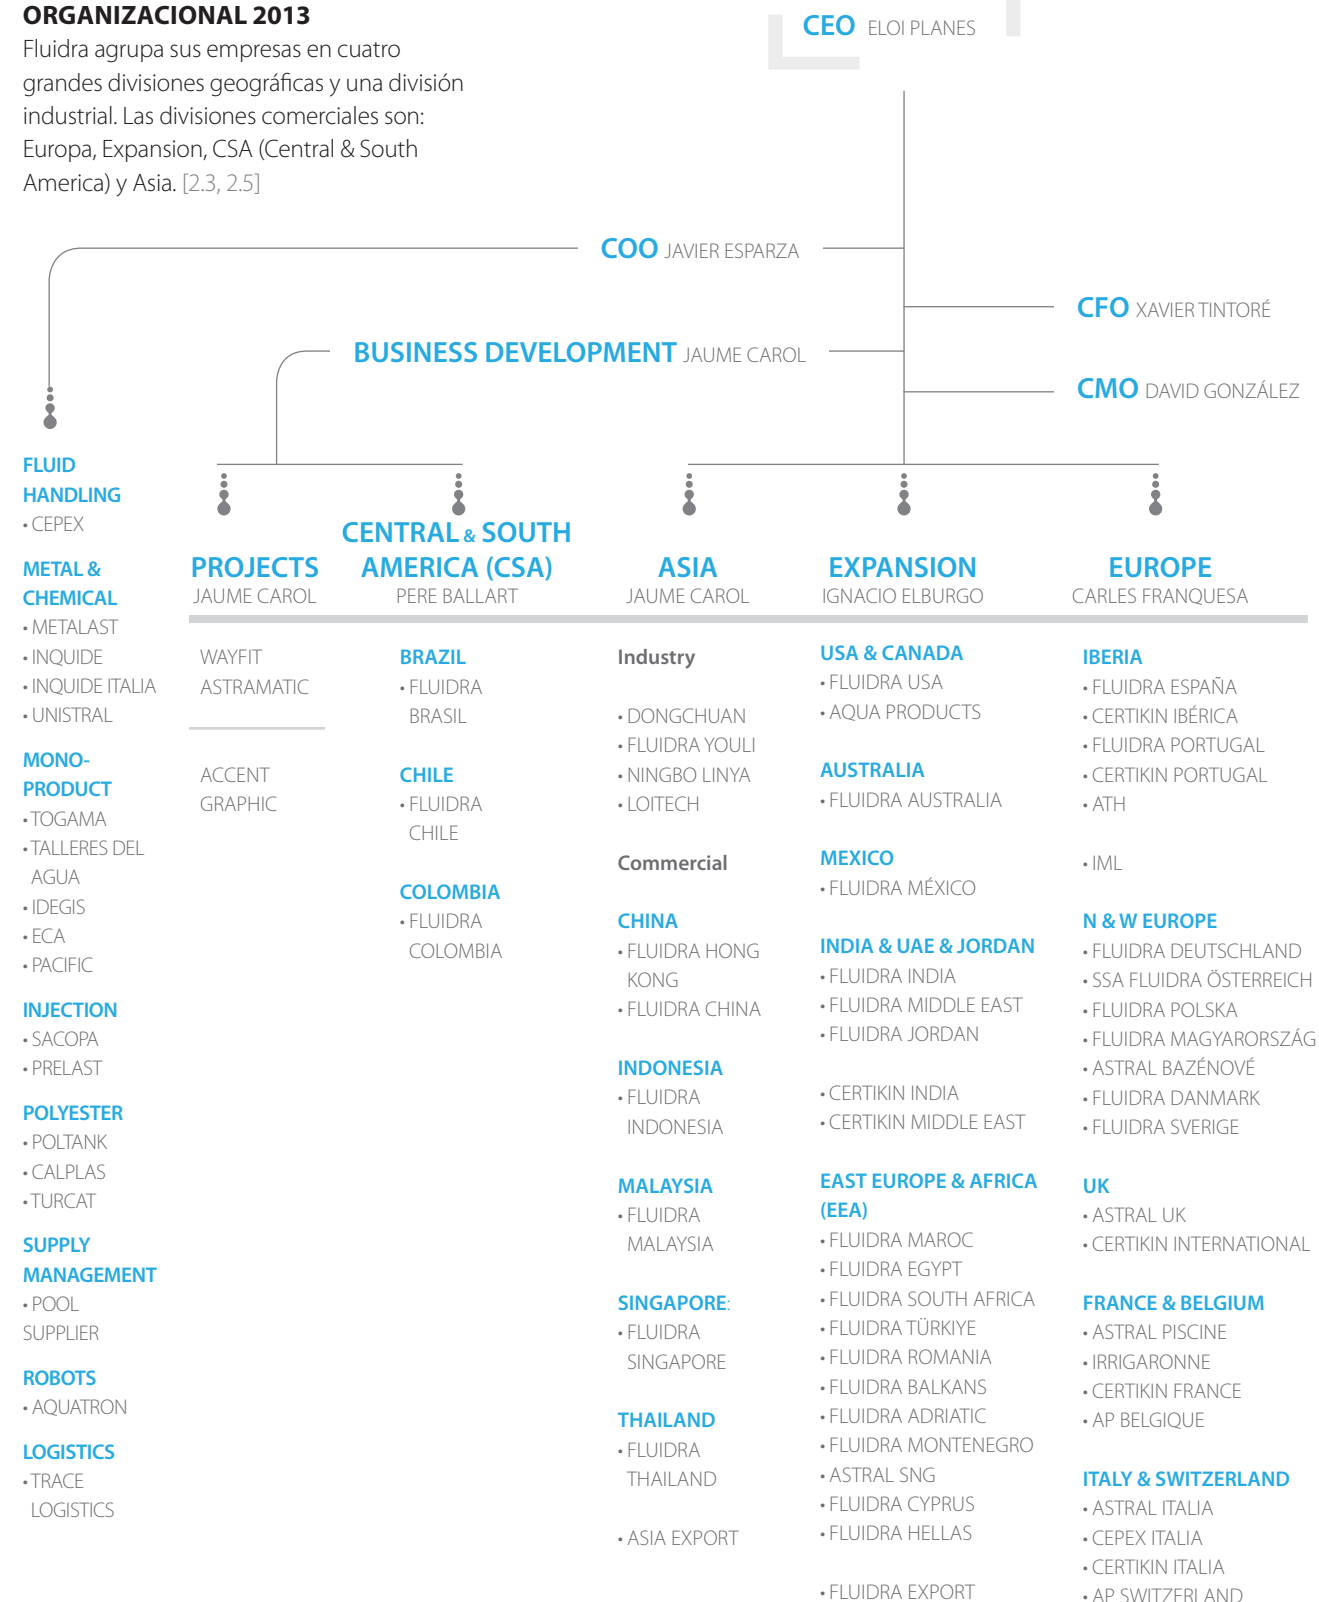 ORGANIZACIONAL 2013
Fluidra agrupa sus empresas en cuatro
grandes divisiones geográficas y una división
industrial. Las divisiones comerciales son:
Europa, Expansion, CSA (Central & South
America) y Asia. [2.3, 2.5]
CEO ELOI PLANES
COO JAVIER ESPARZA
CFO XAVIER TINTORÉ
BUSINESS DEVELOPMENT JAUME CAROL
CMO DAVID GONZÁLEZ
FLUID
HANDLING
• CEPEX
METAL &
CHEMICAL
• METALAST
• INQUIDE
• INQUIDE ITALIA
• UNISTRAL
MONO-
PRODUCT
• TOGAMA
• TALLERES DEL
AGUA
• IDEGIS
• ECA
• PACIFIC
INJECTION
• SACOPA
• PRELAST
POLYESTER
• POLTANK
• CALPLAS
• TURCAT
SUPPLY
MANAGEMENT
• POOL
SUPPLIER
ROBOTS
• AQUATRON
LOGISTICS
• TRACE
LOGISTICS
PROJECTS
JAUME CAROL
WAYFIT
ASTRAMATIC
ACCENT
GRAPHIC
CENTRAL & SOUTH
AMERICA (CSA)
PERE BALLART
BRAZIL
• FLUIDRA
BRASIL
CHILE
• FLUIDRA
CHILE
COLOMBIA
• FLUIDRA
COLOMBIA
ASIA
JAUME CAROL
Industry
• DONGCHUAN
• FLUIDRA YOULI
• NINGBO LINYA
• LOITECH
Commercial
CHINA
• FLUIDRA HONG
KONG
• FLUIDRA CHINA
INDONESIA
• FLUIDRA
INDONESIA
MALAYSIA
• FLUIDRA
MALAYSIA
SINGAPORE:
• FLUIDRA
SINGAPORE
THAILAND
• FLUIDRA
THAILAND
• ASIA EXPORT
EXPANSION
IGNACIO ELBURGO
USA & CANADA
• FLUIDRA USA
• AQUA PRODUCTS
AUSTRALIA
• FLUIDRA AUSTRALIA
MEXICO
• FLUIDRA MÉXICO
INDIA & UAE & JORDAN
• FLUIDRA INDIA
• FLUIDRA MIDDLE EAST
• FLUIDRA JORDAN
• CERTIKIN INDIA
• CERTIKIN MIDDLE EAST
EAST EUROPE & AFRICA
(EEA)
• FLUIDRA MAROC
• FLUIDRA EGYPT
• FLUIDRA SOUTH AFRICA
• FLUIDRA TÜRKIYE
• FLUIDRA ROMANIA
• FLUIDRA BALKANS
• FLUIDRA ADRIATIC
• FLUIDRA MONTENEGRO
• ASTRAL SNG
• FLUIDRA CYPRUS
• FLUIDRA HELLAS
• FLUIDRA EXPORT
EUROPE
CARLES FRANQUESA
IBERIA
• FLUIDRA ESPAÑA
• CERTIKIN IBÉRICA
• FLUIDRA PORTUGAL
• CERTIKIN PORTUGAL
• ATH
• IML
N & W EUROPE
• FLUIDRA DEUTSCHLAND
• SSA FLUIDRA ÖSTERREICH
• FLUIDRA POLSKA
• FLUIDRA MAGYARORSZÁG
• ASTRAL BAZÉNOVÉ
• FLUIDRA DANMARK
• FLUIDRA SVERIGE
UK
• ASTRAL UK
• CERTIKIN INTERNATIONAL
FRANCE & BELGIUM
• ASTRAL PISCINE
• IRRIGARONNE
• CERTIKIN FRANCE
• AP BELGIQUE
ITALY & SWITZERLAND
• ASTRAL ITALIA
• CEPEX ITALIA
• CERTIKIN ITALIA
• AP SWITZERLAND